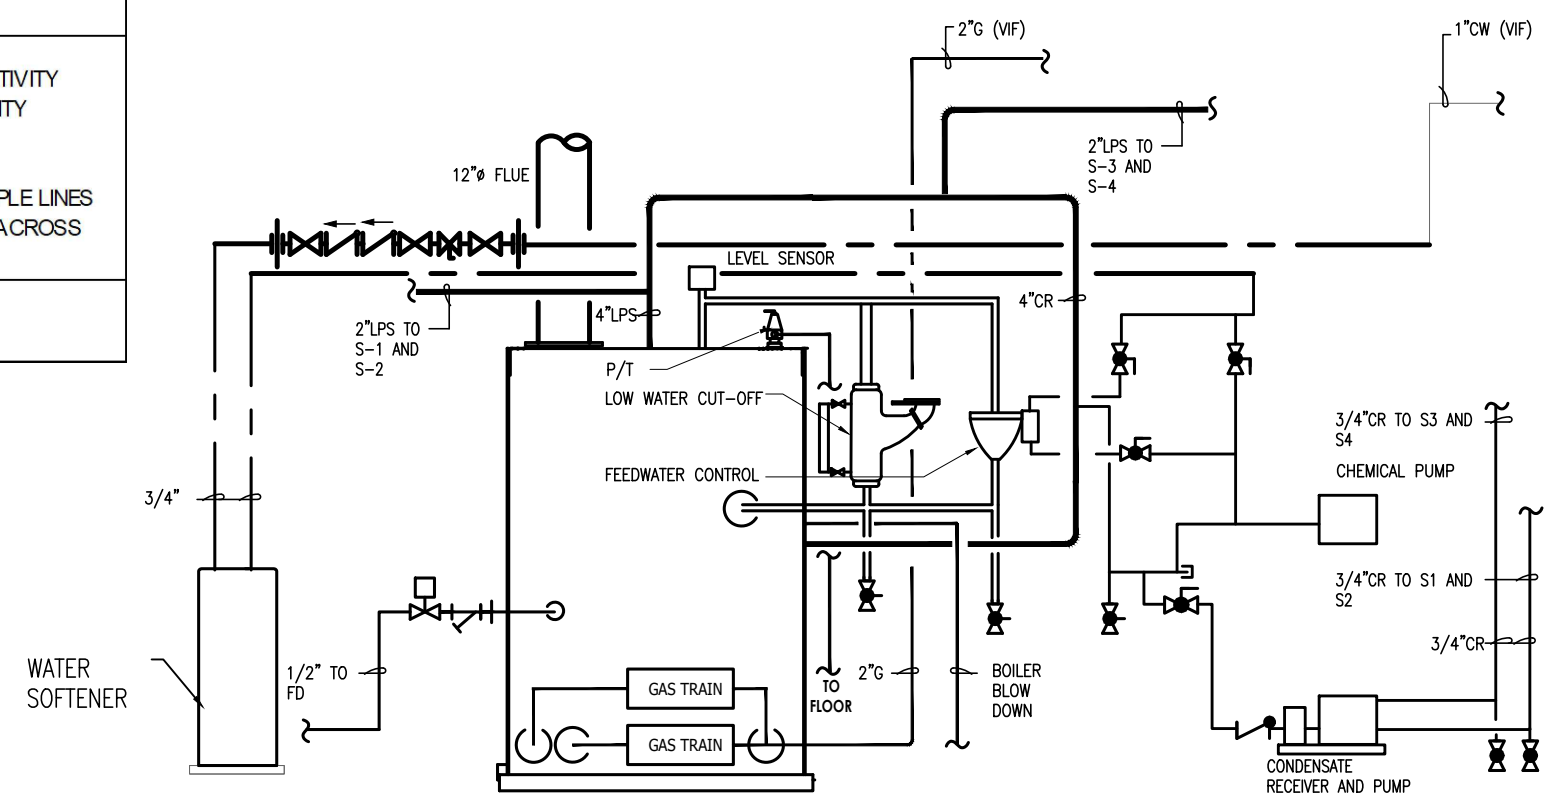 TIVITY
ITY
PLE LINES
ACROSS
2"G (VIF)
1"CW (VIF)
2"LPS TO
S-3 AND
S-4
12"ø FLUE
LEVEL SENSOR
4"LPS
4"CR
2"LPS TO
S-1 AND
S-2
P/T
LOW WATER CUT-OFF
FEEDWATER CONTROL
3/4"CR TO S3 AND
S4
CHEMICAL PUMP
3/4"
3/4"CR TO S1 AND
S2
3/4"CR
WATER
SOFTENER
1/2" TO
FD
GAS TRAIN
GAS TRAIN
TO
FLOOR
2"G
BOILER
BLOW
DOWN
CONDENSATE
RECEIVER AND PUMP